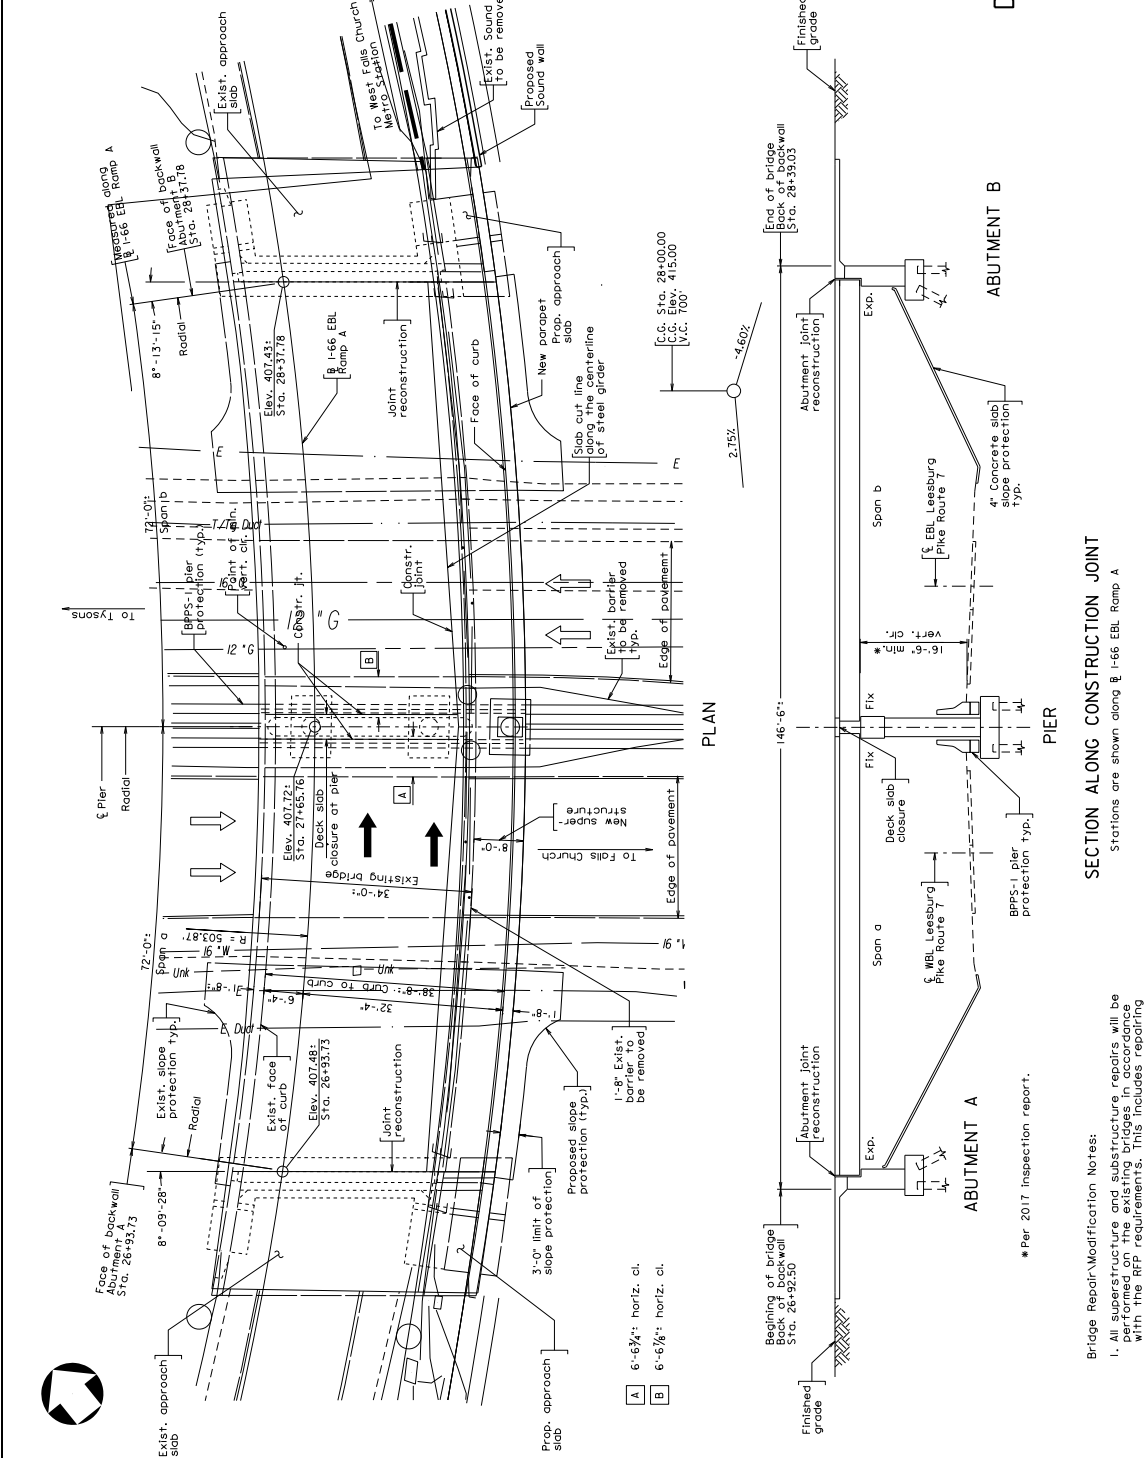 Measured along
℄ I-66 EBL Ramp A
Face of backwall
Abutment B
Sta. 28+37.78
8°-13'-15"
Radial
Exist. approach
slab
To West Falls Church
Metro Station
Exist. Sound
to be remove
Proposed
Sound wall
Elev. 407.43±
Sta. 28+37.78
I-66 EBL
Ramp A
Joint
reconstruction
Face of curb
New parapet
Prop. approach
slab
Slab cut line
along the centerline
of steel girder
72'-0"±
Span b
E
E
T/Tv Duct
BPPS-1 pier
protection (typ.)
Point of min.
vert. clr.
Constr. jt.
Constr.
joint
12 "G
12 "G
To Tysons
B
Exist. barrier
to be removed
typ.
Edge of pavement
℄ Pier
Radial
Elev. 407.72±
Sta. 27+65.76
Deck slab
closure at pier
A
New super-
structure
8'-0"±
To Falls Church
Existing bridge
34'-0"±
Edge of pavement
72'-0"±
Span a
R = 503.87'
16 "W
Unk
Unk
38'-8"± Curb to curb
32'-4"
6'-4"
1'-8"±
1'-8"
E Duct
Exist. slope
protection typ.
Radial
Exist. face
of curb
Elev. 407.48±
Sta. 26+93.73
Joint
reconstruction
1'-8" Exist.
barrier to
be removed
Proposed slope
protection (typ.)
3'-0" limit of
slope protection
Face of backwall
Abutment A
Sta. 26+93.73
8°-09'-28"
Exist. approach
slab
Prop. approach
slab
A 6'-6¾"± horiz. cl.
B 6'-6⅞"± horiz. cl.
PLAN
C.G. Sta. 28+00.00
C.G. Elev. 415.00
V.C. 700'
2.75%
-4.60%
Finished
grade
End of bridge
Back of backwall
Sta. 28+39.03
Abutment joint
reconstruction
Exp.
ABUTMENT B
146'-6"±
Span b
℄ EBL Leesburg
Pike Route 7
4" Concrete slab
slope protection
typ.
16'-6" min.*
vert. clr.
Fix
Fix
PIER
Deck slab
closure
BPPS-1 pier
protection typ.
Span a
℄ WBL Leesburg
Pike Route 7
Abutment joint
reconstruction
Exp.
ABUTMENT A
Begining of bridge
Back of backwall
Sta. 26+92.50
Finished
grade
SECTION ALONG CONSTRUCTION JOINT
Stations are shown along I-66 EBL Ramp A
* Per 2017 inspection report.
Bridge Repair\Modification Notes:
1. All superstructure and substructure repairs will be
performed on the existing bridges in accordance
with the RFP requirements. This includes repairing